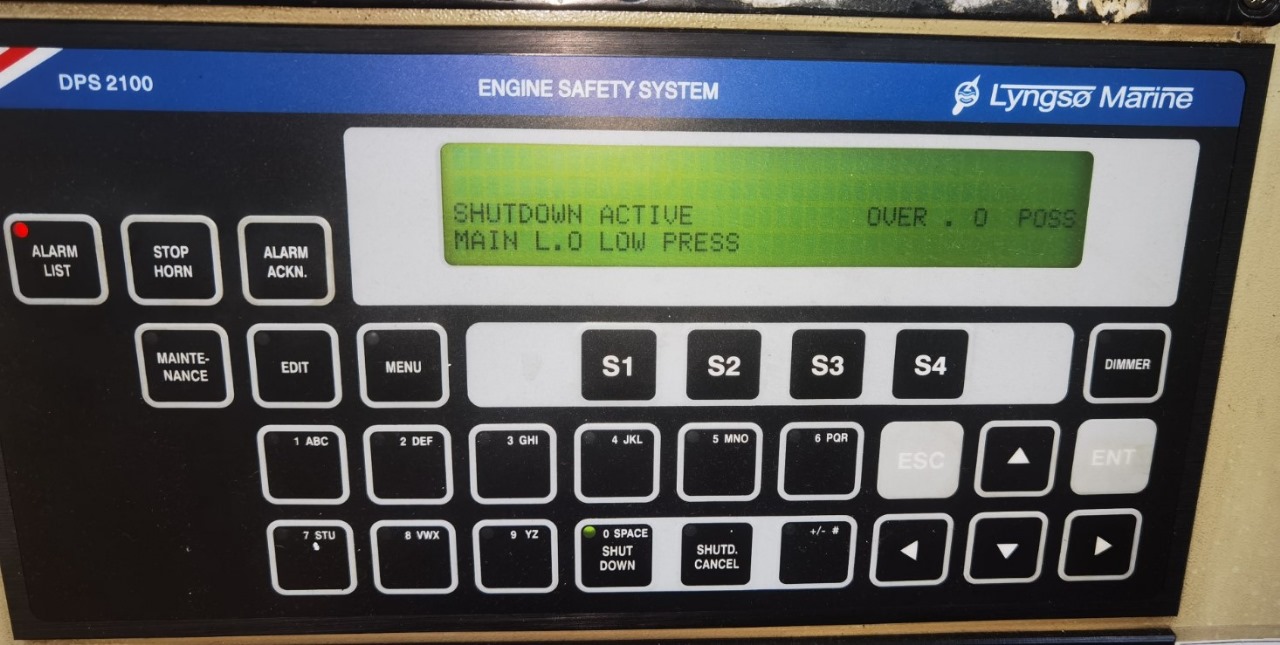 DPS 2100 ENGINE SAFETY SYSTEM Lyngsø Marine
SHUTDOWN ACTIVE OVER . 0 POSS
MAIN L.O LOW PRESS
ALARM LIST
STOP HORN
ALARM ACKN.
MAINTE-
NANCE
EDIT
MENU
S1
S2
S3
S4
DIMMER
1 ABC
2 DEF
3 GHI
4 JKL
5 MNO
6 PQR
ESC
ENT
7 STU
8 VWX
9 YZ
0 SPACE
SHUT
DOWN
SHUTD.
CANCEL
+/- #